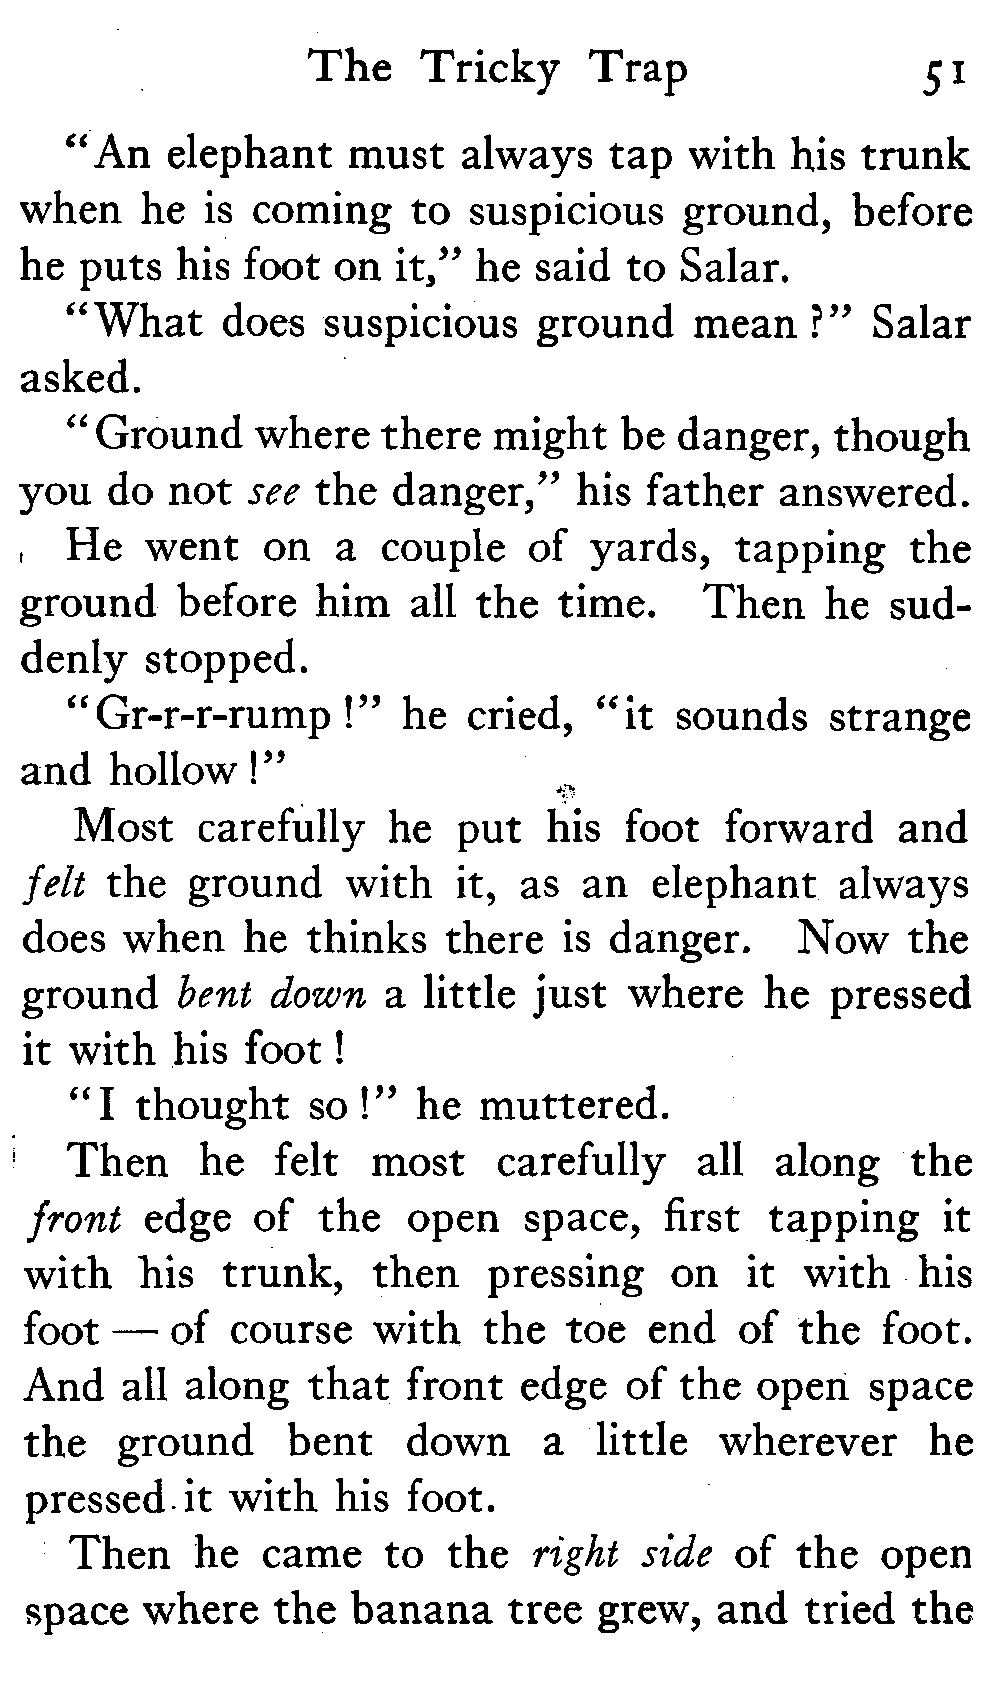 The Tricky Trap 51
“An elephant must always tap with his trunk
when he is coming to suspicious ground, before
he puts his foot on it,” he said to Salar.
“What does suspicious ground mean ?” Salar
asked.
“Ground where there might be danger, though
you do not see the danger,” his father answered.
He went on a couple of yards, tapping the
ground before him all the time. Then he sud-
denly stopped.
“Gr-r-r-rump !” he cried, “it sounds strange
and hollow !”
Most carefully he put his foot forward and
felt the ground with it, as an elephant always
does when he thinks there is danger. Now the
ground bent down a little just where he pressed
it with his foot !
“I thought so !” he muttered.
Then he felt most carefully all along the
front edge of the open space, first tapping it
with his trunk, then pressing on it with his
foot — of course with the toe end of the foot.
And all along that front edge of the open space
the ground bent down a little wherever he
pressed it with his foot.
Then he came to the right side of the open
space where the banana tree grew, and tried the